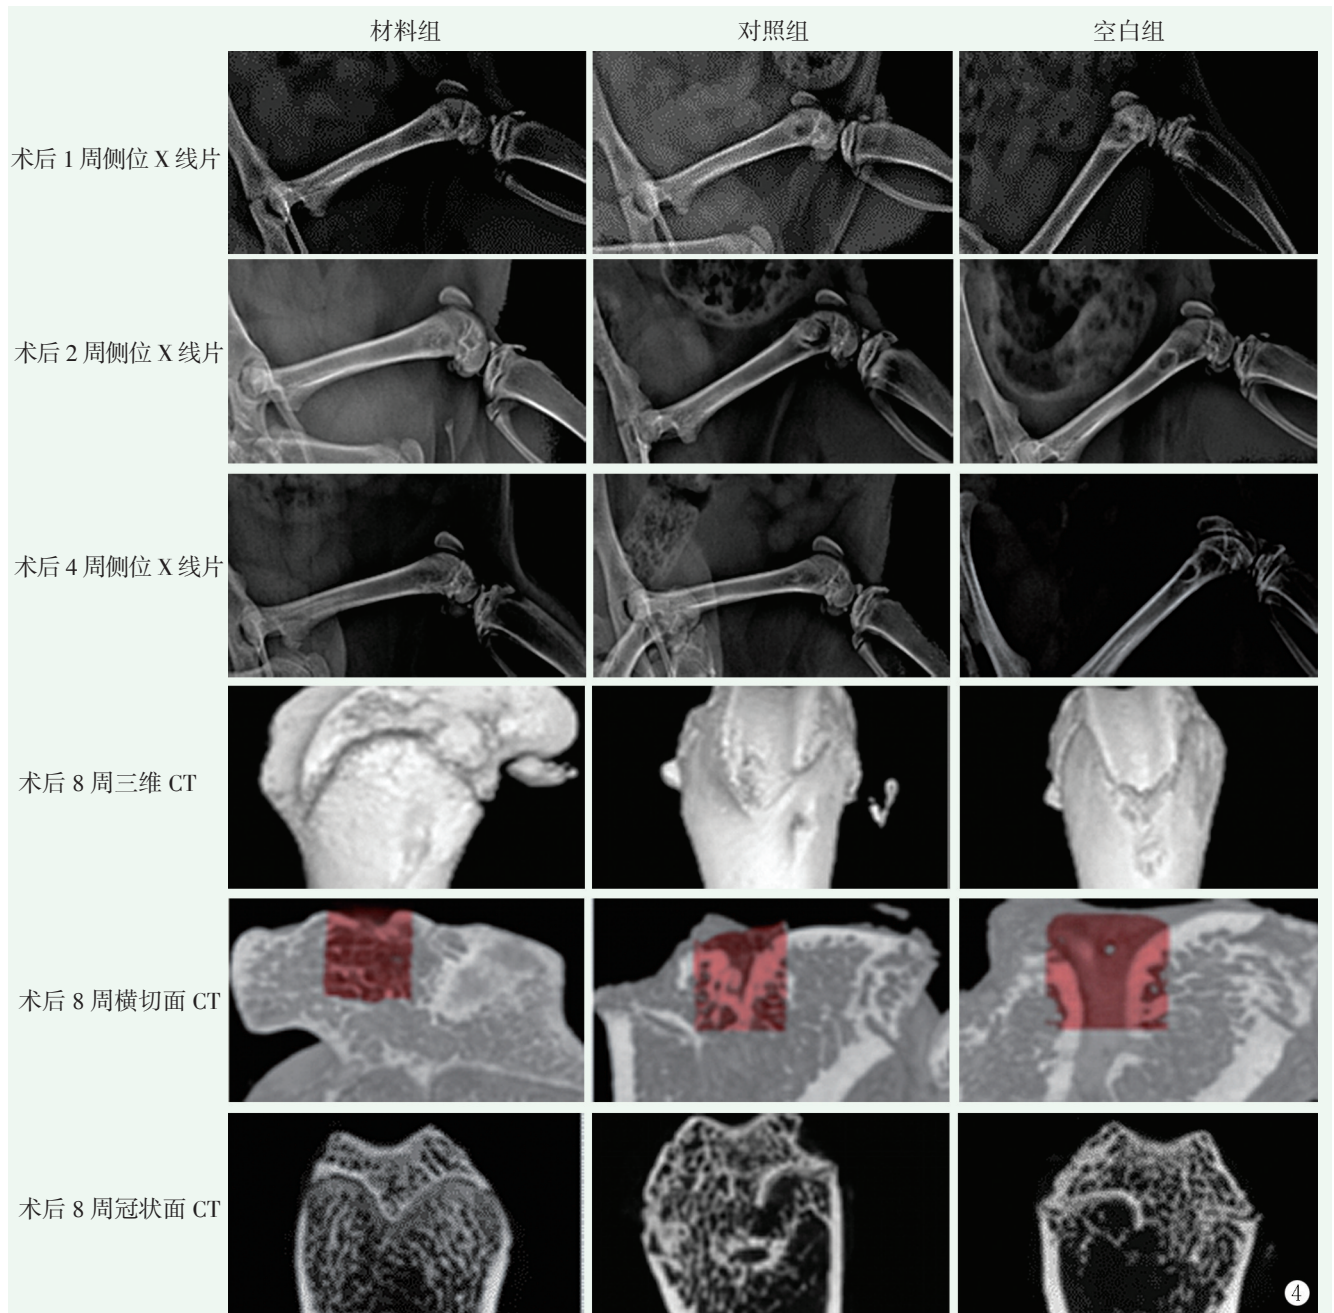 材料组 对照组 空白组
术后 1 周侧位 X 线片
术后 2 周侧位 X 线片
术后 4 周侧位 X 线片
术后 8 周三维 CT
术后 8 周横切面 CT
术后 8 周冠状面 CT
④